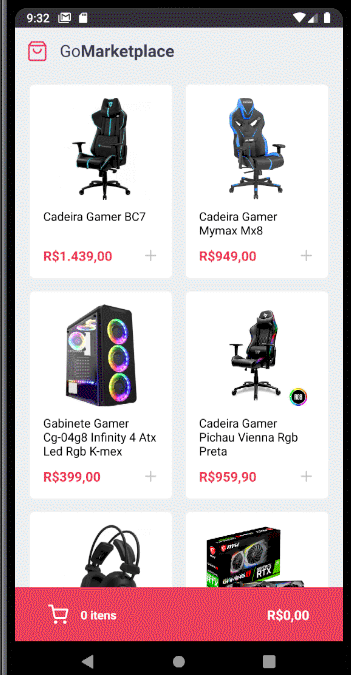 9:32
GoMarketplace
Cadeira Gamer BC7
R$1.439,00
Cadeira Gamer
Mymax Mx8
R$949,00
Gabinete Gamer
Cg-04g8 Infinity 4 Atx
Led Rgb K-mex
R$399,00
RGB
Cadeira Gamer
Pichau Vienna Rgb
Preta
R$959,90
0 itens
R$0,00